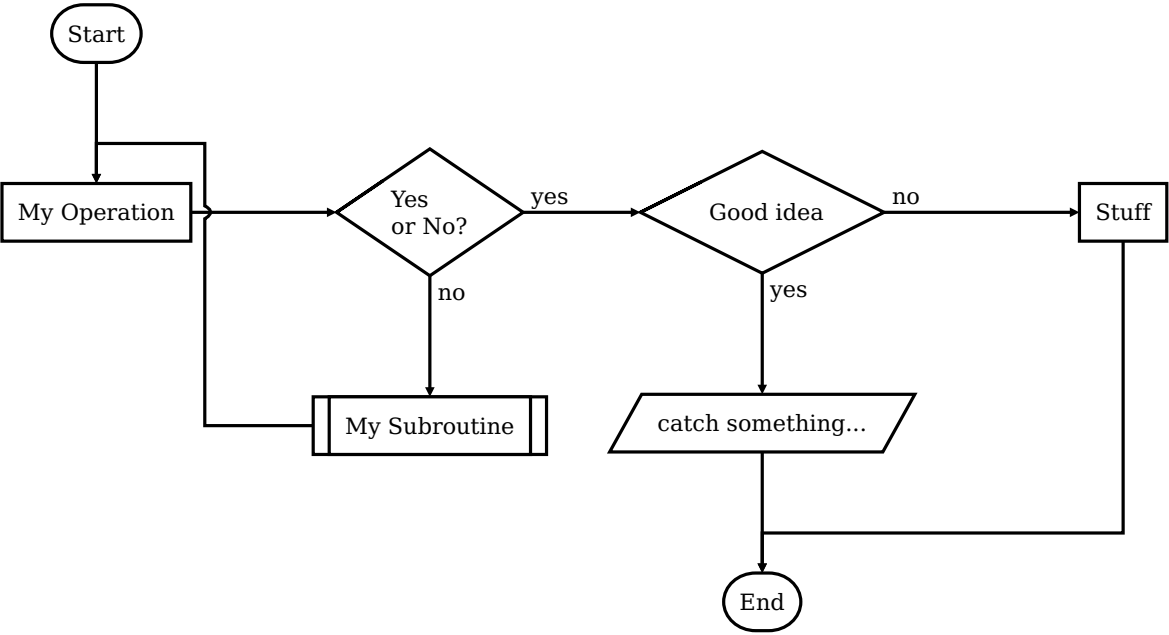 Start
My Operation
Yes
or No?
yes
no
My Subroutine
Good idea
no
yes
Stuff
catch something...
End